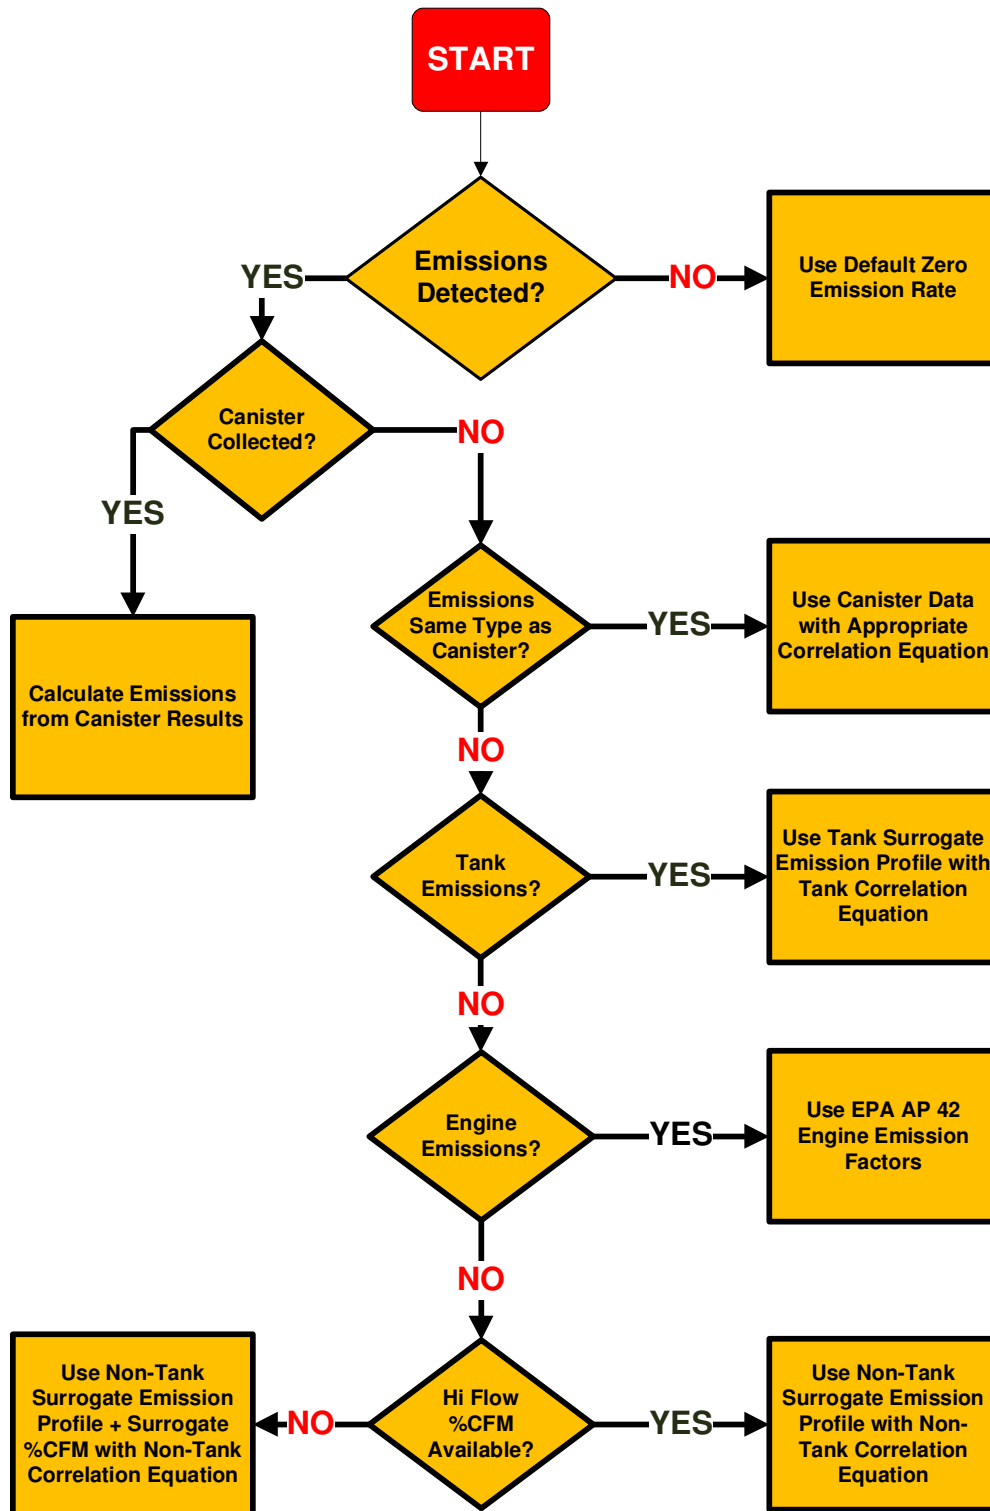 START
Emissions
Detected?
YES
NO
Use Default Zero
Emission Rate
Canister
Collected?
NO
YES
Calculate Emissions
from Canister Results
Emissions
Same Type as
Canister?
YES
Use Canister Data
with Appropriate
Correlation Equation
NO
Tank
Emissions?
YES
Use Tank Surrogate
Emission Profile with
Tank Correlation
Equation
NO
Engine
Emissions?
YES
Use EPA AP 42
Engine Emission
Factors
NO
Hi Flow
%CFM
Available?
NO
Use Non-Tank
Surrogate Emission
Profile + Surrogate
%CFM with Non-Tank
Correlation Equation
YES
Use Non-Tank
Surrogate Emission
Profile with Non-
Tank Correlation
Equation